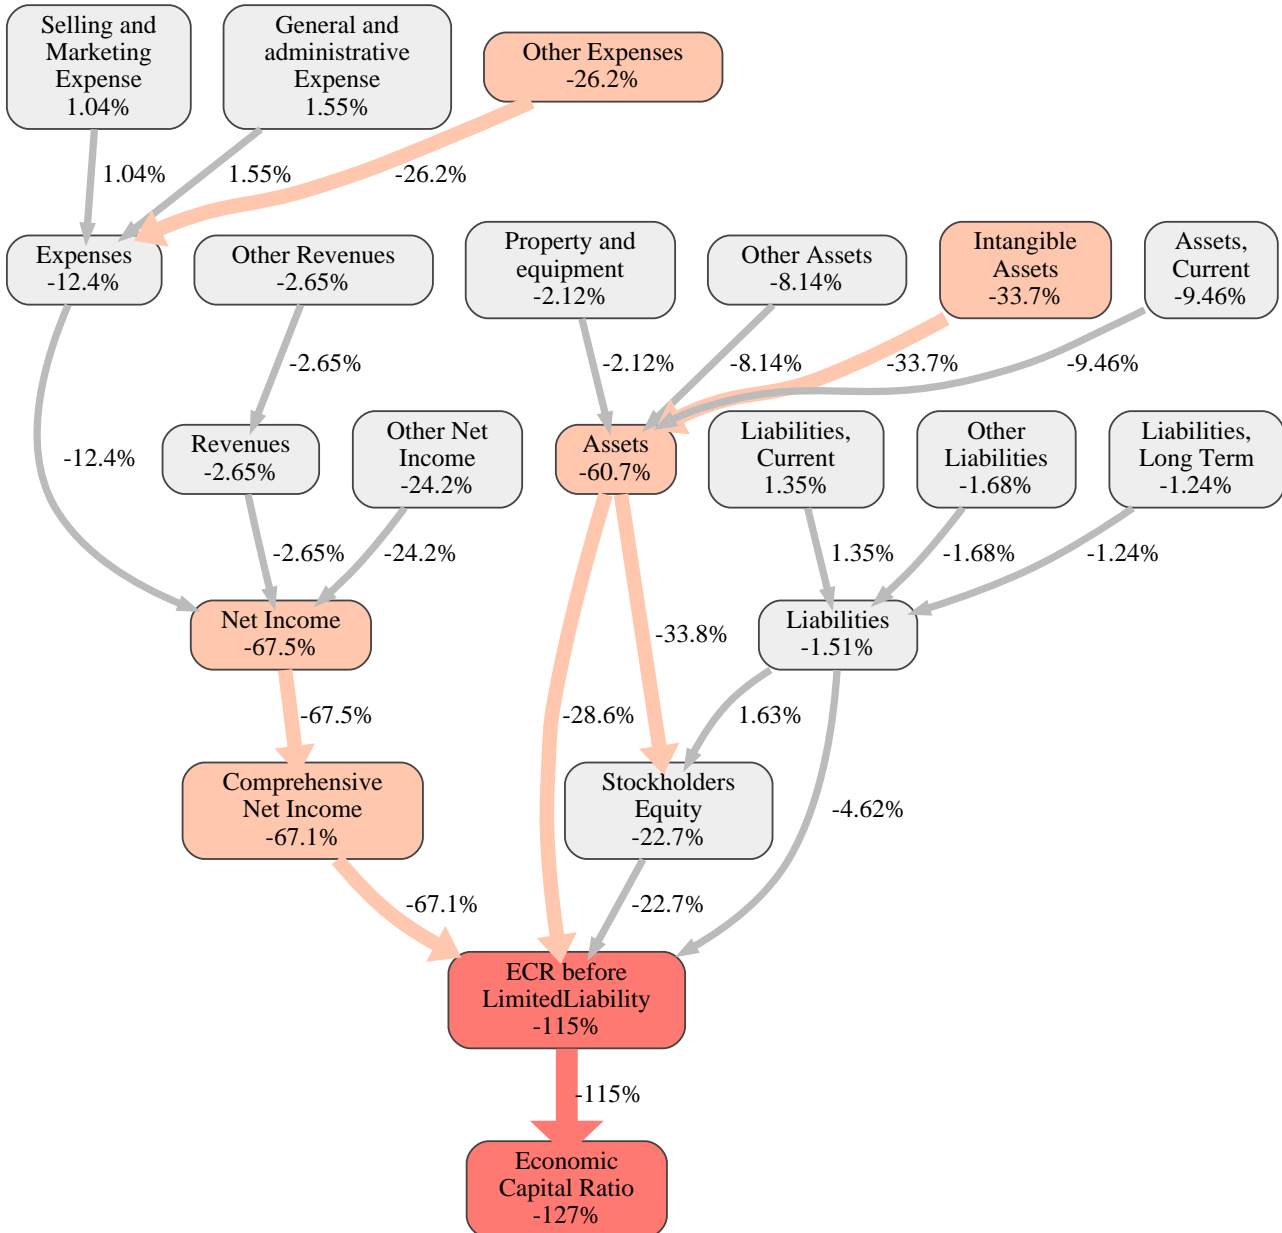 Selling and
Marketing
Expense
1.04%
General and
administrative
Expense
1.55%
Other Expenses
-26.2%
1.04%
1.55%
-26.2%
Expenses
-12.4%
Other Revenues
-2.65%
Property and
equipment
-2.12%
Other Assets
-8.14%
Intangible
Assets
-33.7%
Assets,
Current
-9.46%
-2.65%
-2.12%
-8.14%
-33.7%
-9.46%
-12.4%
Revenues
-2.65%
Other Net
Income
-24.2%
Assets
-60.7%
Liabilities,
Current
1.35%
Other
Liabilities
-1.68%
Liabilities,
Long Term
-1.24%
-2.65%
-24.2%
1.35%
-1.68%
-1.24%
Net Income
-67.5%
-33.8%
Liabilities
-1.51%
-67.5%
-28.6%
1.63%
Comprehensive
Net Income
-67.1%
Stockholders
Equity
-22.7%
-4.62%
-67.1%
-22.7%
ECR before
LimitedLiability
-115%
-115%
Economic
Capital Ratio
-127%